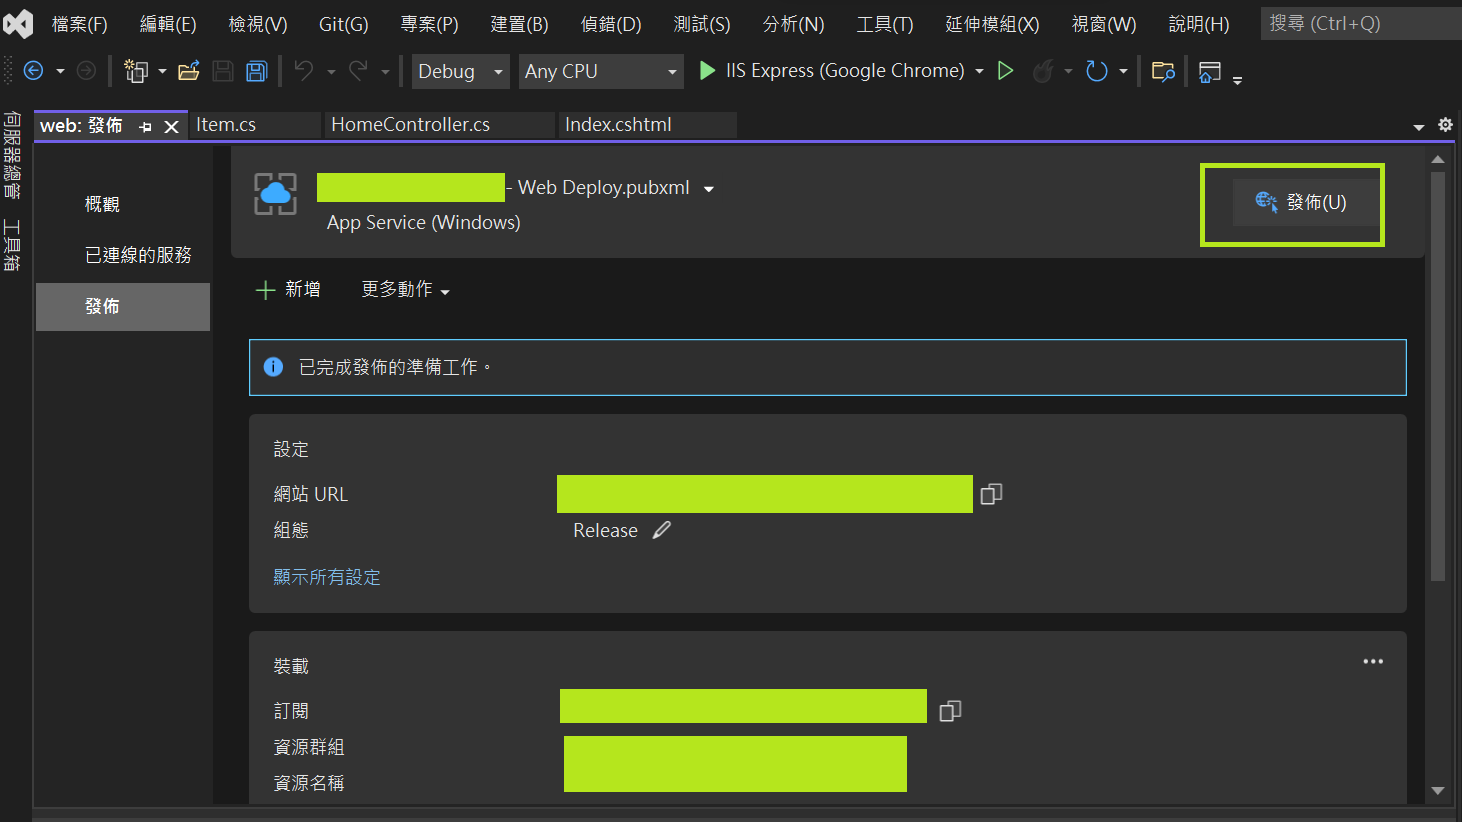 檔案(F) 編輯(E) 檢視(V) Git(G) 專案(P) 建置(B) 偵錯(D) 測試(S) 分析(N) 工具(T) 延伸模組(X) 視窗(W) 說明(H) 搜尋 (Ctrl+Q)
Debug Any CPU IIS Express (Google Chrome)
伺服器總管
工具箱
web: 發佈 Item.cs HomeController.cs Index.cshtml
概觀
已連線的服務
發佈
- Web Deploy.pubxml
App Service (Windows)
發佈(U)
新增 更多動作
已完成發佈的準備工作。
設定
網站 URL
組態 Release
顯示所有設定
裝載
訂閱
資源群組
資源名稱